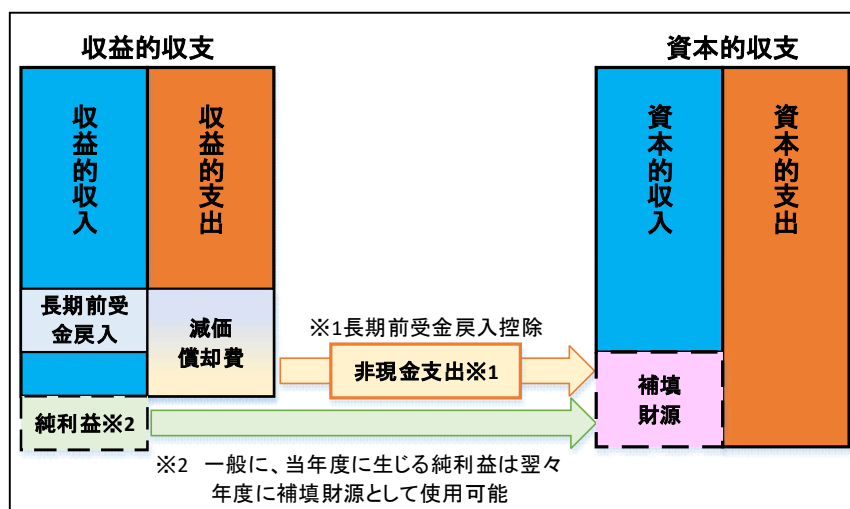 収益的収支
資本的収支
収益的収入
収益的支出
資本的収入
資本的支出
長期前受
金戻入
減価
償却費
※1長期前受金戻入控除
非現金支出※1
補填
財源
純利益※2
※2 一般に、当年度に生じる純利益は翌々
年度に補填財源として使用可能